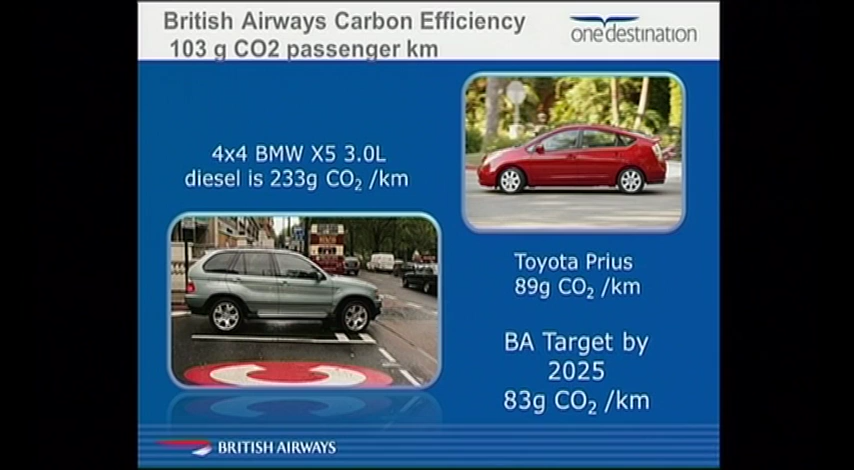 British Airways Carbon Efficiency
103 g CO2 passenger km
onedestination
4x4 BMW X5 3.0L
diesel is 233g CO₂ /km
Toyota Prius
89g CO₂ /km
BA Target by
2025
83g CO₂ /km
BRITISH AIRWAYS